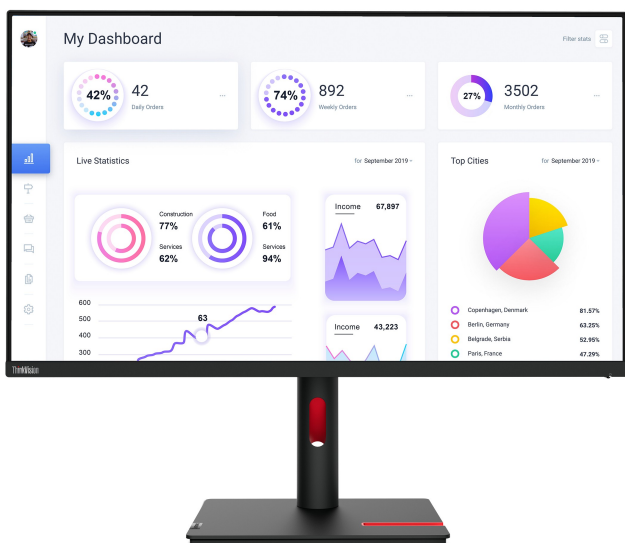 My Dashboard
Filter stats
42%
42
Daily Orders
74%
892
Weekly Orders
27%
3502
Monthly Orders
Live Statistics
for September 2019
Top Cities
for September 2019
Construction
77%
Services
62%
Food
61%
Services
94%
Income 67,897
600
500
400
300
63
Income 43,223
Copenhagen, Denmark 81.57%
Berlin, Germany 63.25%
Belgrade, Serbia 52.95%
Paris, France 47.29%
ThinkVision